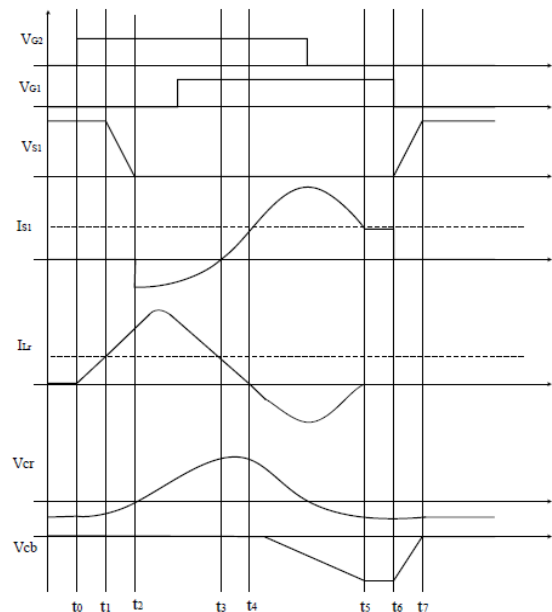 VG2
VG1
VS1
IS1
ILr
Vcr
Vcb
t0 t1 t2 t3 t4 t5 t6 t7